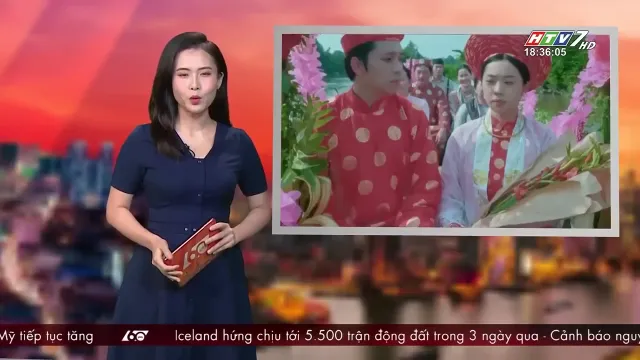 HTV7 HD
18:36:05
Mỹ tiếp tục tăng 60 Iceland hứng chịu tới 5.500 trận động đất trong 3 ngày qua - Cảnh báo nguy